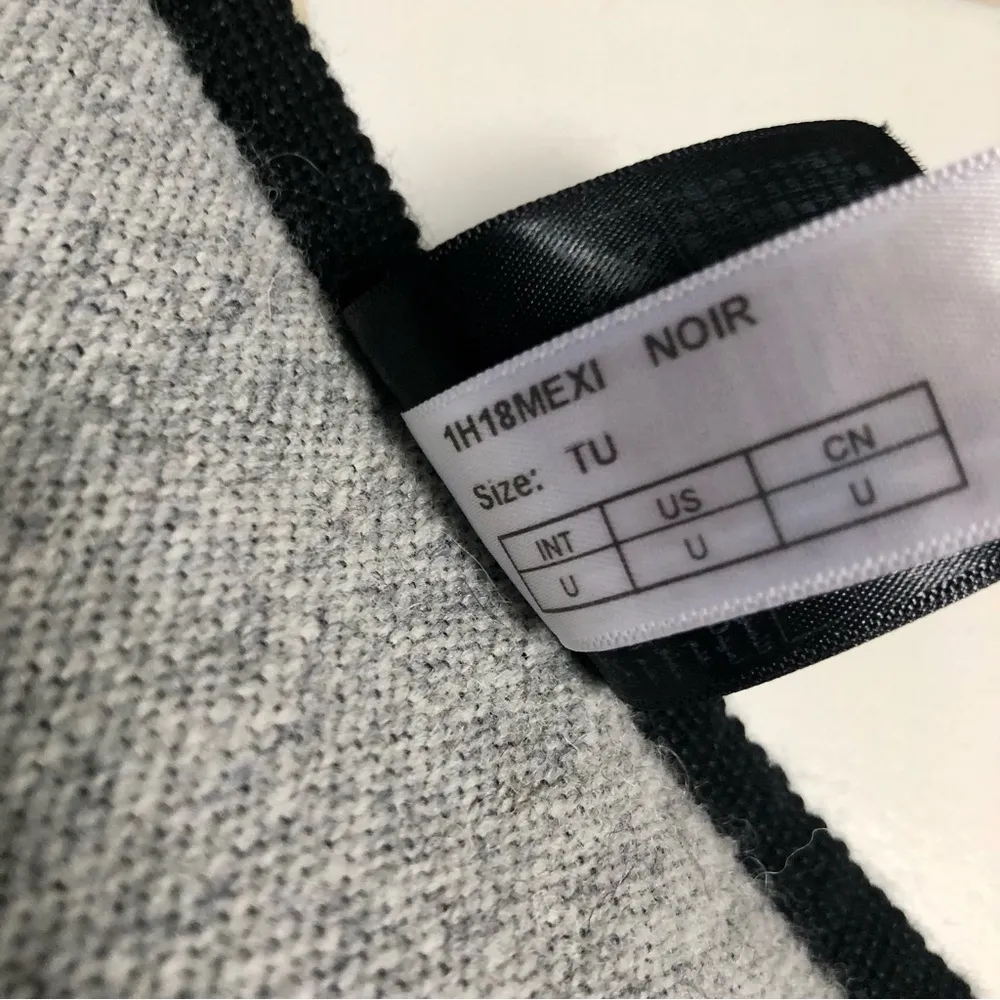 1H18MEXI NOIR
Size: TU
INT US CN
U U U